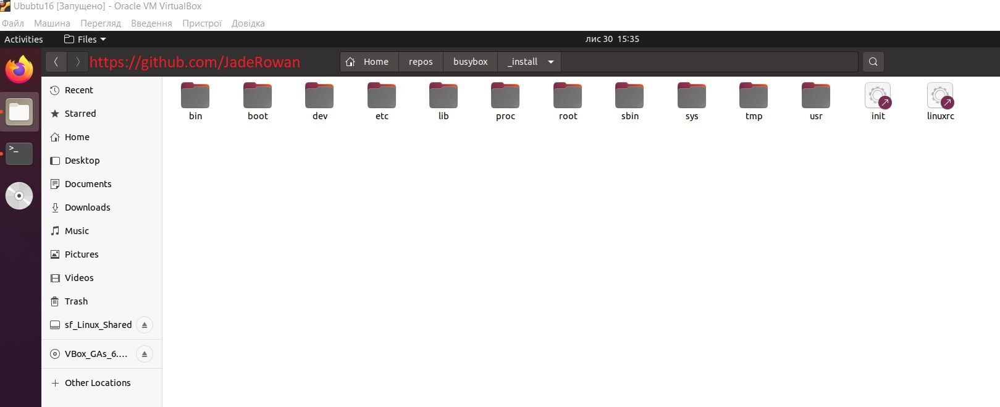 Ububtu16 [Запущено] - Oracle VM VirtualBox
Файл Машина Перегляд Введення Пристрої Довідка
Activities Files лис 30 15:35
https://github.com/JadeRowan Home repos busybox _install
bin boot dev etc lib proc root sbin sys tmp usr init linuxrc
Recent
Starred
Home
Desktop
Documents
Downloads
Music
Pictures
Videos
Trash
sf_Linux_Shared
VBox_GAs_6.…
+ Other Locations